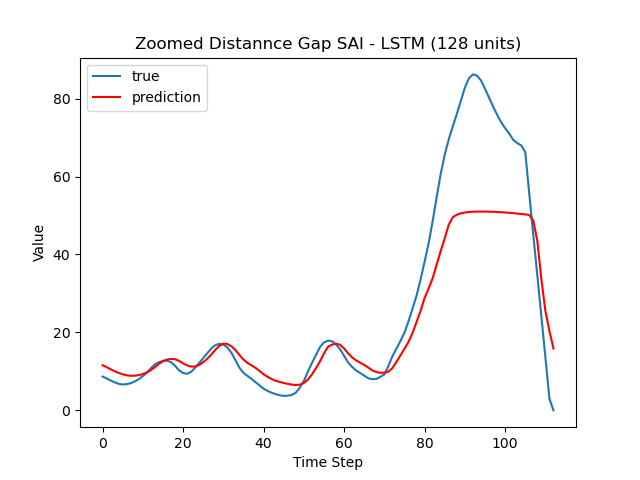 Zoomed Distannce Gap SAI - LSTM (128 units)
true
prediction
80
60
40
20
0
Value
0 20 40 60 80 100
Time Step